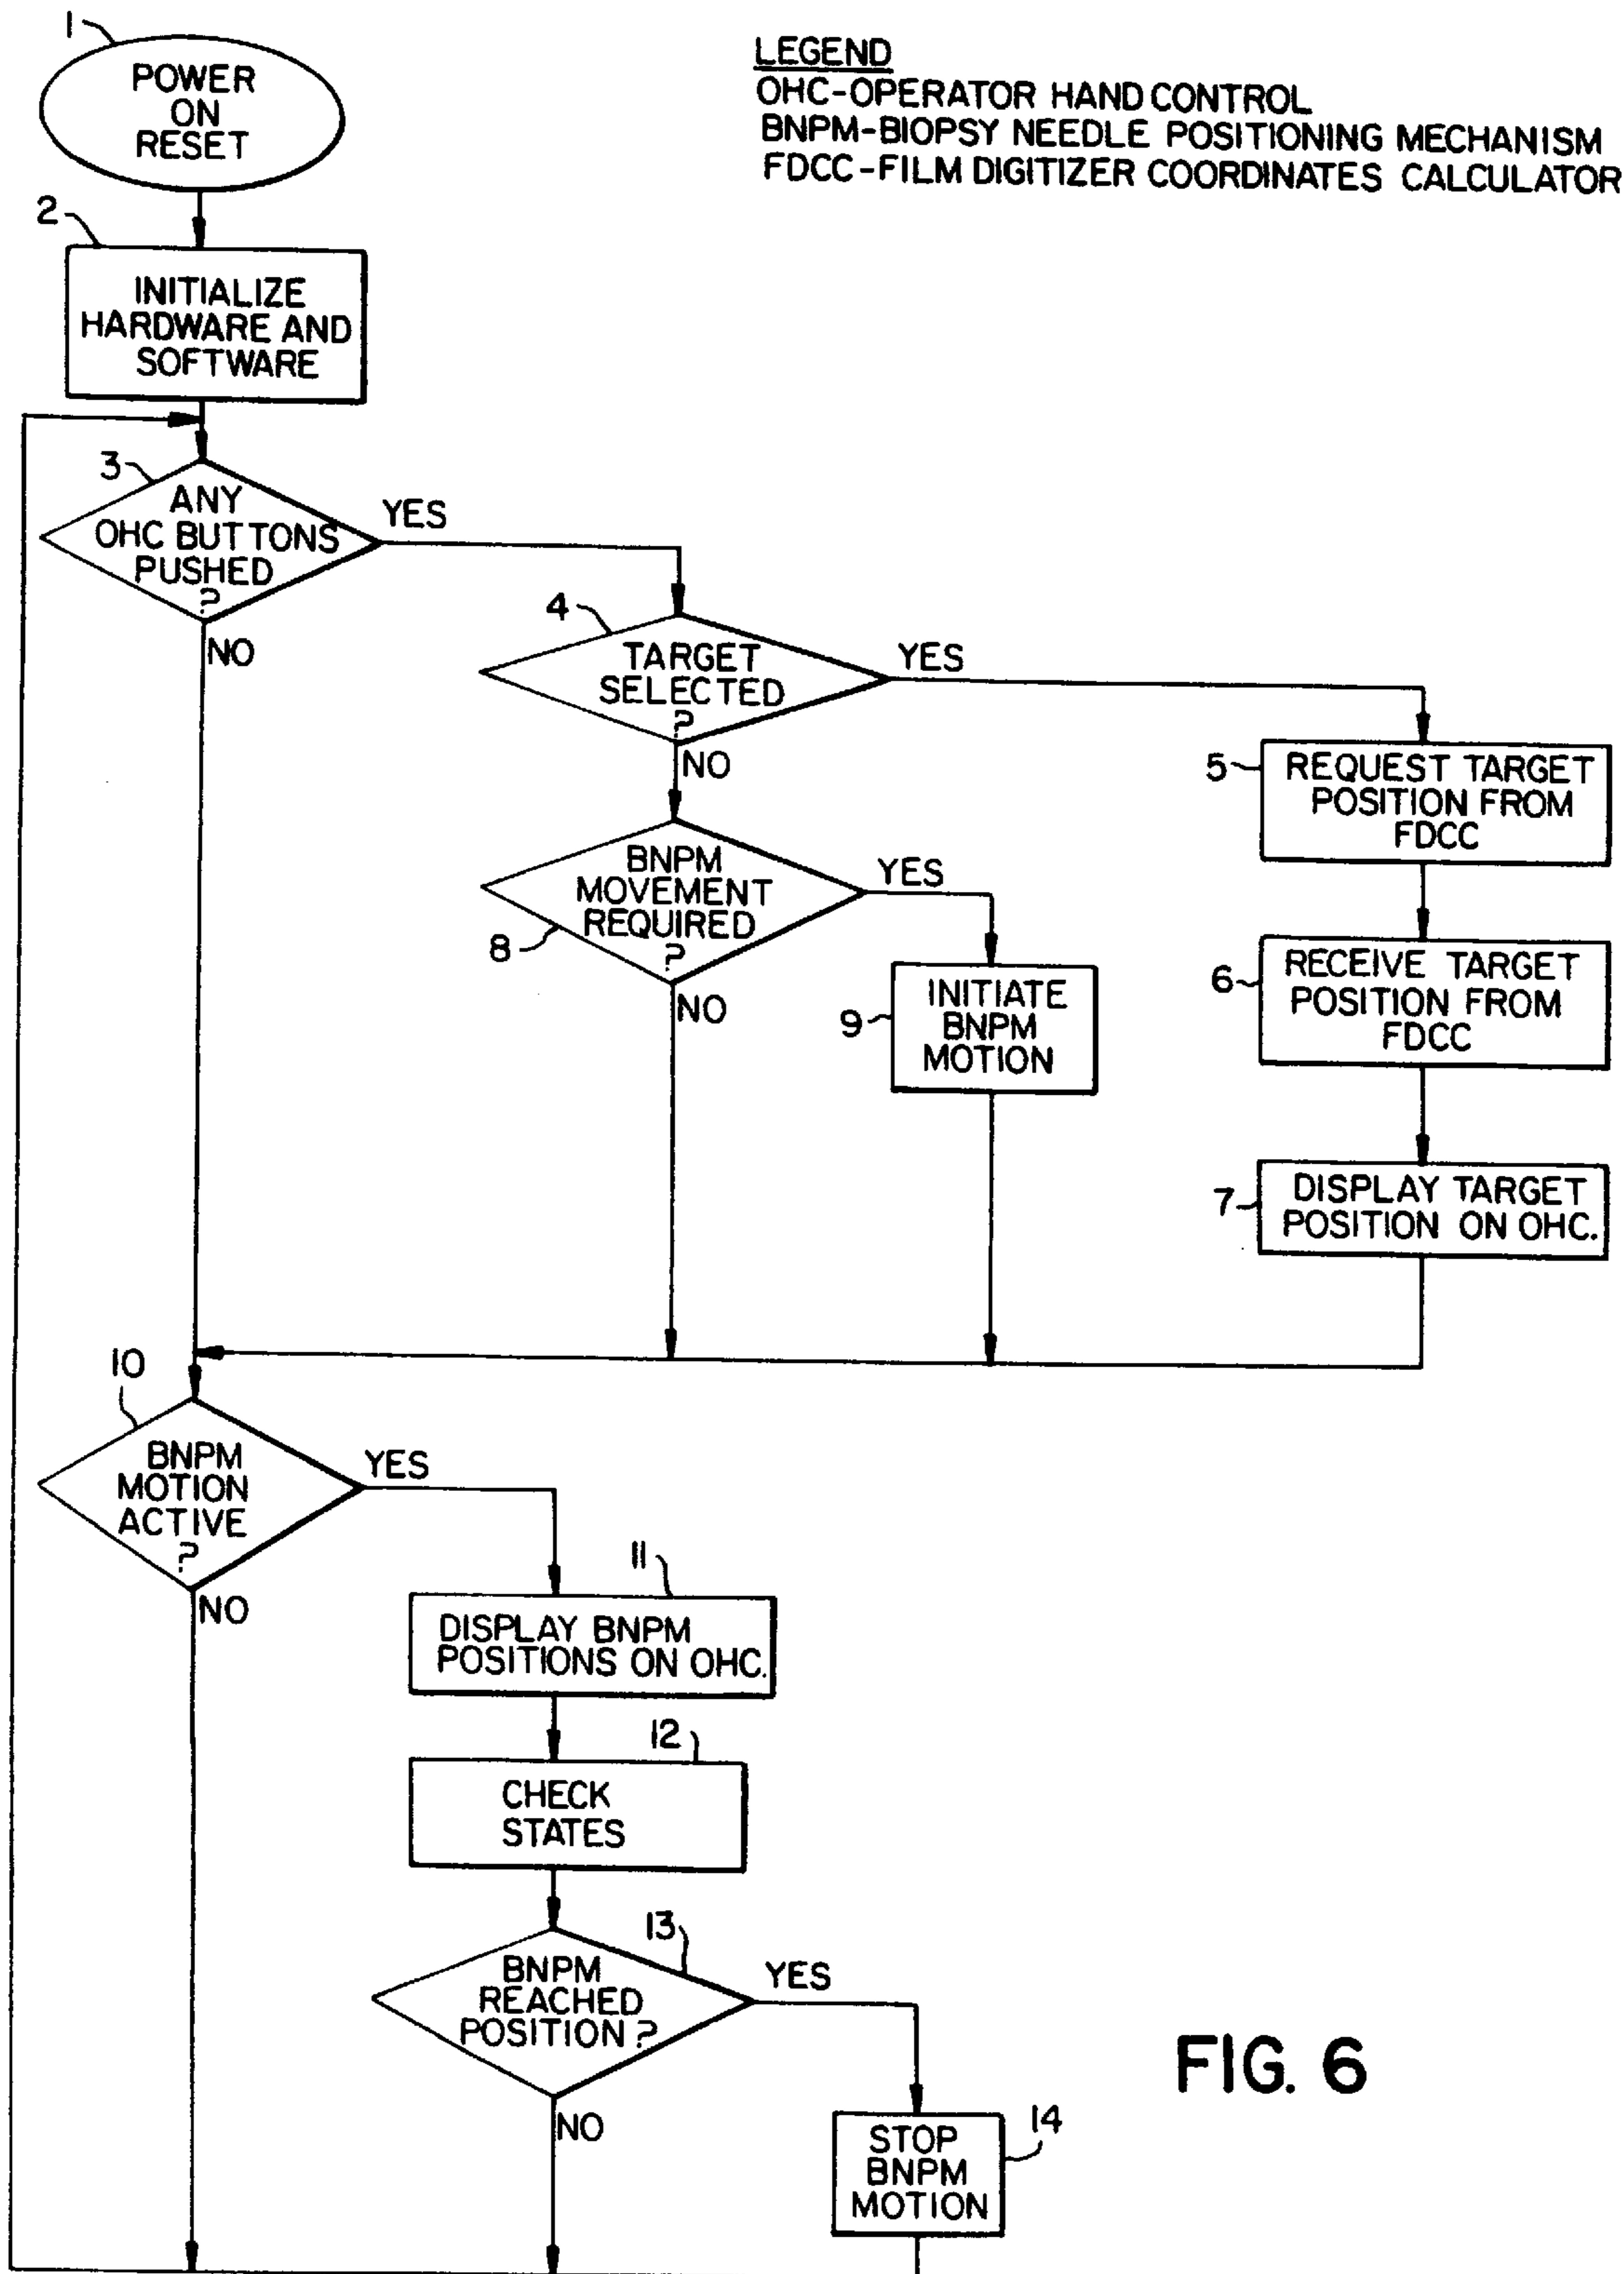 1
POWER
ON
RESET
LEGEND
OHC-OPERATOR HAND CONTROL
BNPM-BIOPSY NEEDLE POSITIONING MECHANISM
FDCC-FILM DIGITIZER COORDINATES CALCULATOR
2
INITIALIZE
HARDWARE AND
SOFTWARE
3
ANY
OHC BUTTONS
PUSHED
?
YES
NO
4
TARGET
SELECTED
?
YES
NO
5
REQUEST TARGET
POSITION FROM
FDCC
8
BNPM
MOVEMENT
REQUIRED
?
YES
NO
9
INITIATE
BNPM
MOTION
6
RECEIVE TARGET
POSITION FROM
FDCC
7
DISPLAY TARGET
POSITION ON OHC.
10
BNPM
MOTION
ACTIVE
?
YES
NO
11
DISPLAY BNPM
POSITIONS ON OHC.
12
CHECK
STATES
13
BNPM
REACHED
POSITION ?
YES
NO
14
STOP
BNPM
MOTION
FIG. 6